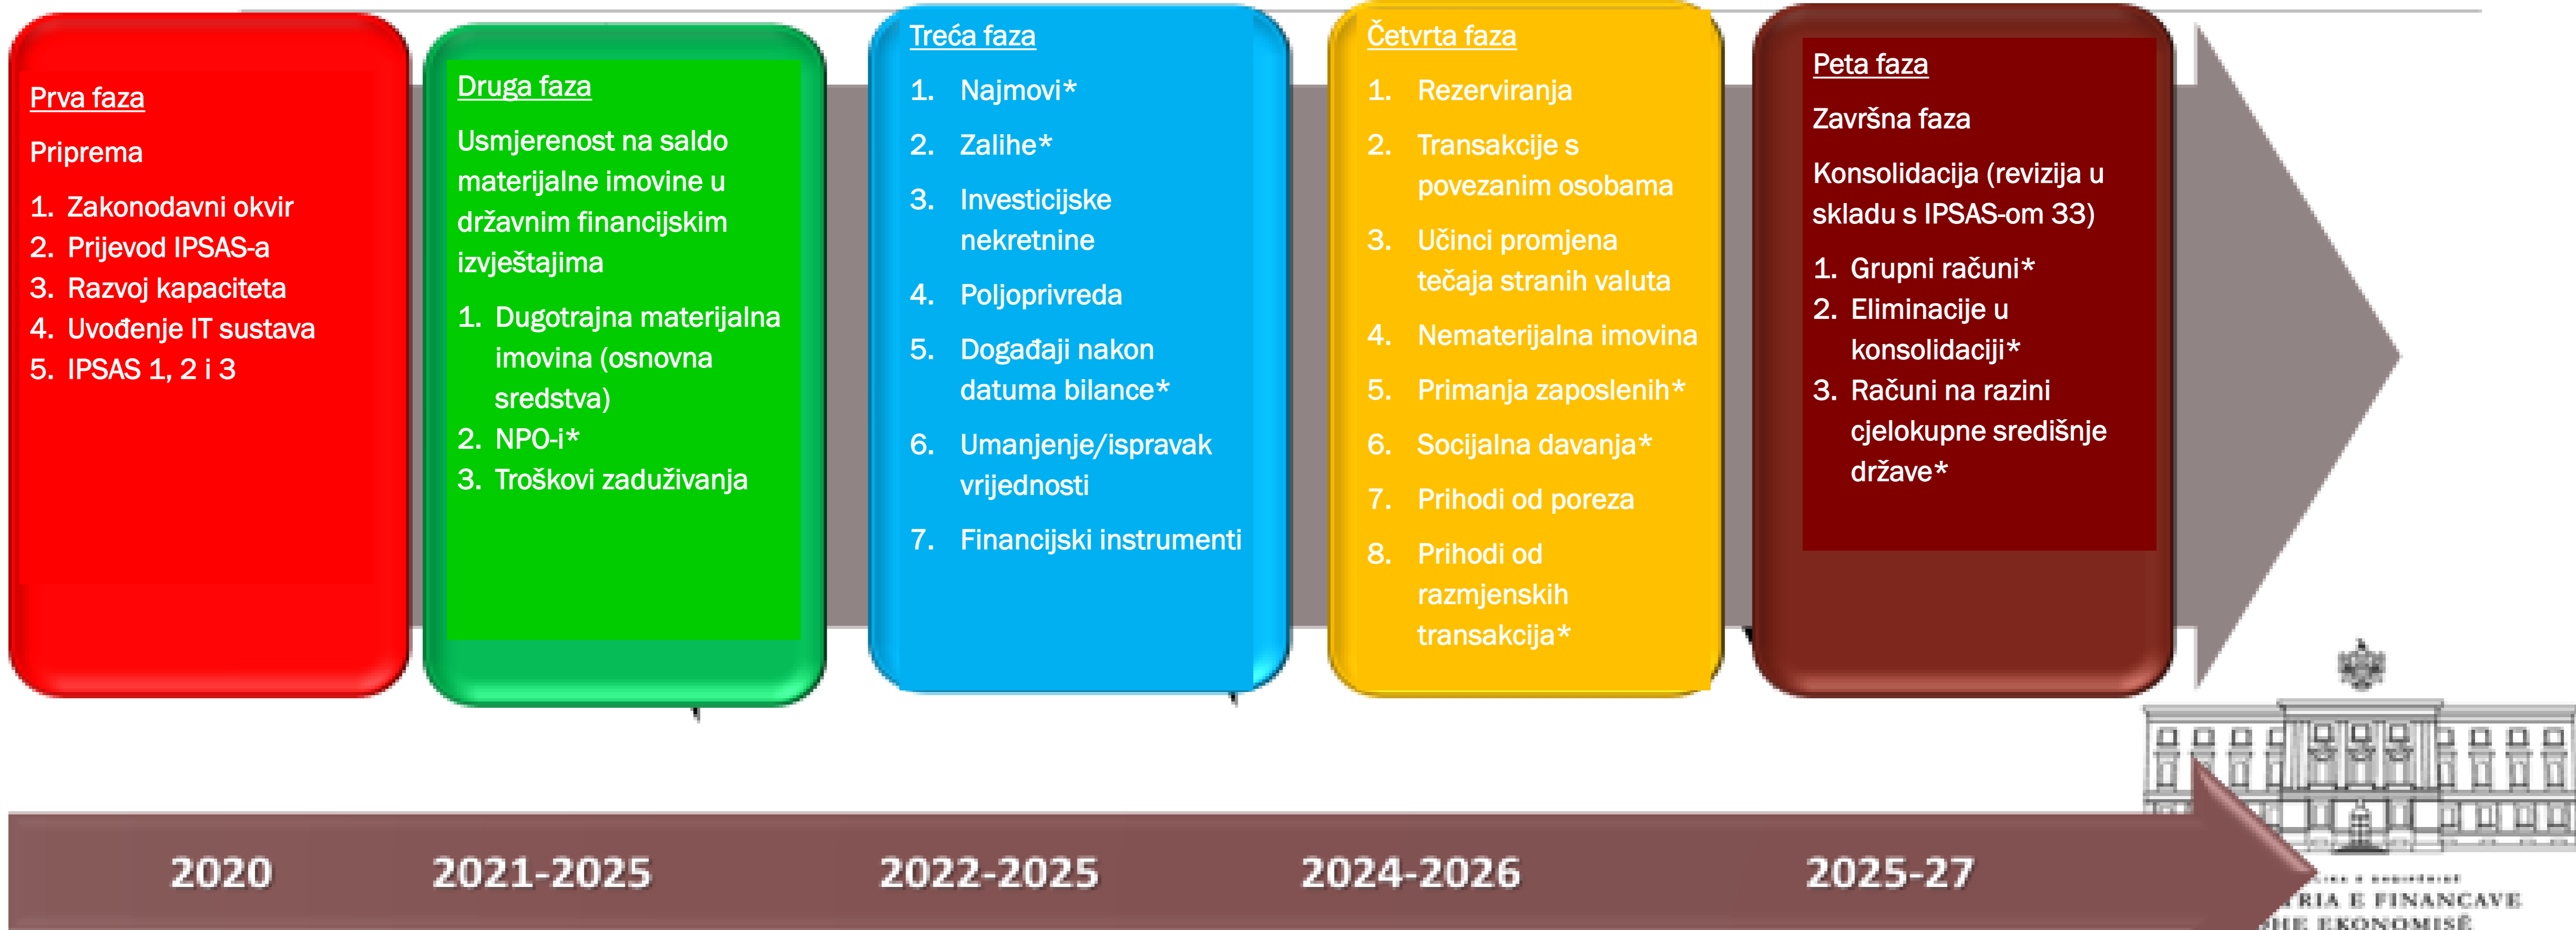 Prva faza
Priprema
1. Zakonodavni okvir
2. Prijevod IPSAS-a
3. Razvoj kapaciteta
4. Uvođenje IT sustava
5. IPSAS 1, 2 i 3
Druga faza
Usmjerenost na saldo
materijalne imovine u
državnim financijskim
izvještajima
1. Dugotrajna materijalna
imovina (osnovna
sredstva)
2. NPO-i*
3. Troškovi zaduživanja
Treća faza
1. Najmovi*
2. Zalihe*
3. Investicijske
nekretnine
4. Poljoprivreda
5. Događaji nakon
datuma bilance*
6. Umanjenje/ispravak
vrijednosti
7. Financijski instrumenti
Četvrta faza
1. Rezerviranja
2. Transakcije s
povezanim osobama
3. Učinci promjena
tečaja stranih valuta
4. Nematerijalna imovina
5. Primanja zaposlenih*
6. Socijalna davanja*
7. Prihodi od poreza
8. Prihodi od
razmjenskih
transakcija*
Peta faza
Završna faza
Konsolidacija (revizija u
skladu s IPSAS-om 33)
1. Grupni računi*
2. Eliminacije u
konsolidaciji*
3. Računi na razini
cjelokupne središnje
države*
2020
2021-2025
2022-2025
2024-2026
2025-27
E FINANCAVE
EKONOMISË